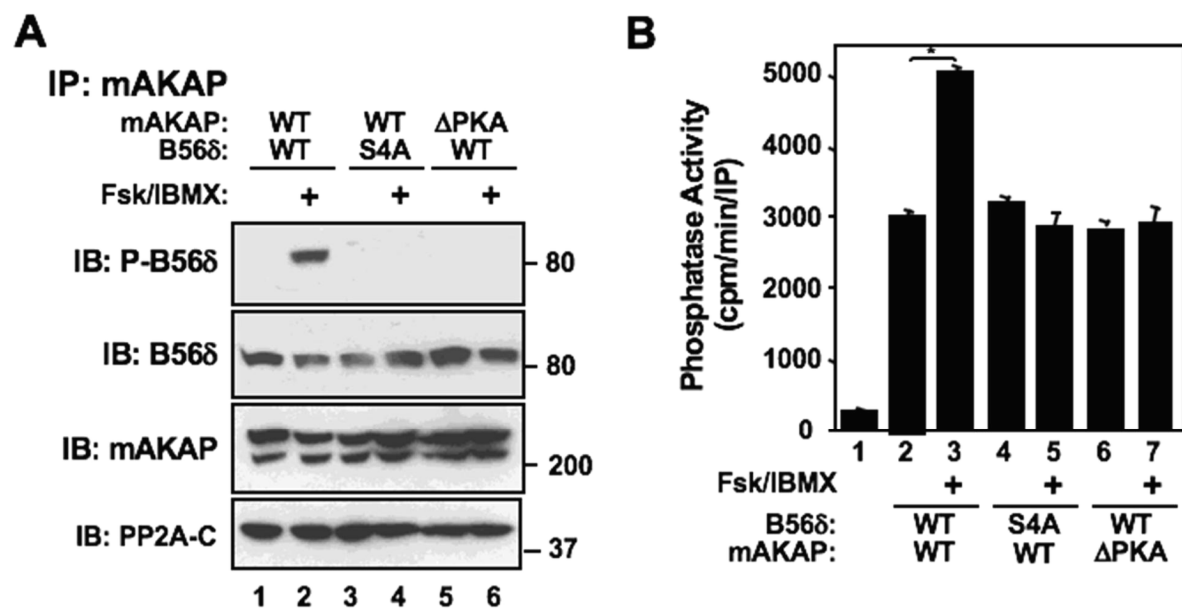 A
IP: mAKAP
mAKAP: WT WT ΔPKA
B56δ: WT S4A WT
Fsk/IBMX: + + +
IB: P-B56δ
80
IB: B56δ
80
IB: mAKAP
200
IB: PP2A-C
37
1 2 3 4 5 6
B
Phosphatase Activity
(cpm/min/IP)
*
5000
4000
3000
2000
1000
0
1 2 3 4 5 6 7
Fsk/IBMX + + +
B56δ: WT S4A WT
mAKAP: WT WT ΔPKA